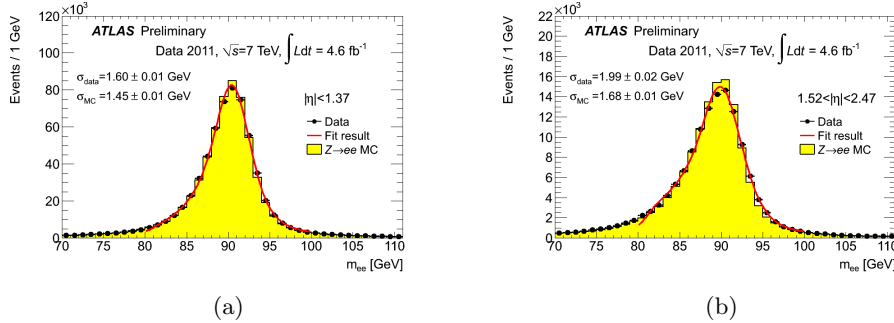 ×10³
ATLAS Preliminary
Data 2011, √s=7 TeV, ∫Ldt = 4.6 fb⁻¹
σdata=1.60 ± 0.01 GeV
σMC=1.45 ± 0.01 GeV
|η|<1.37
Data
Fit result
Z→ee MC
Events / 1 GeV
120
100
80
60
40
20
0
70 75 80 85 90 95 100 105 110
mee [GeV]
(a)
×10³
ATLAS Preliminary
Data 2011, √s=7 TeV, ∫Ldt = 4.6 fb⁻¹
σdata=1.99 ± 0.02 GeV
σMC=1.68 ± 0.01 GeV
1.52<|η|<2.47
Data
Fit result
Z→ee MC
Events / 1 GeV
22
20
18
16
14
12
10
8
6
4
2
0
70 75 80 85 90 95 100 105 110
mee [GeV]
(b)